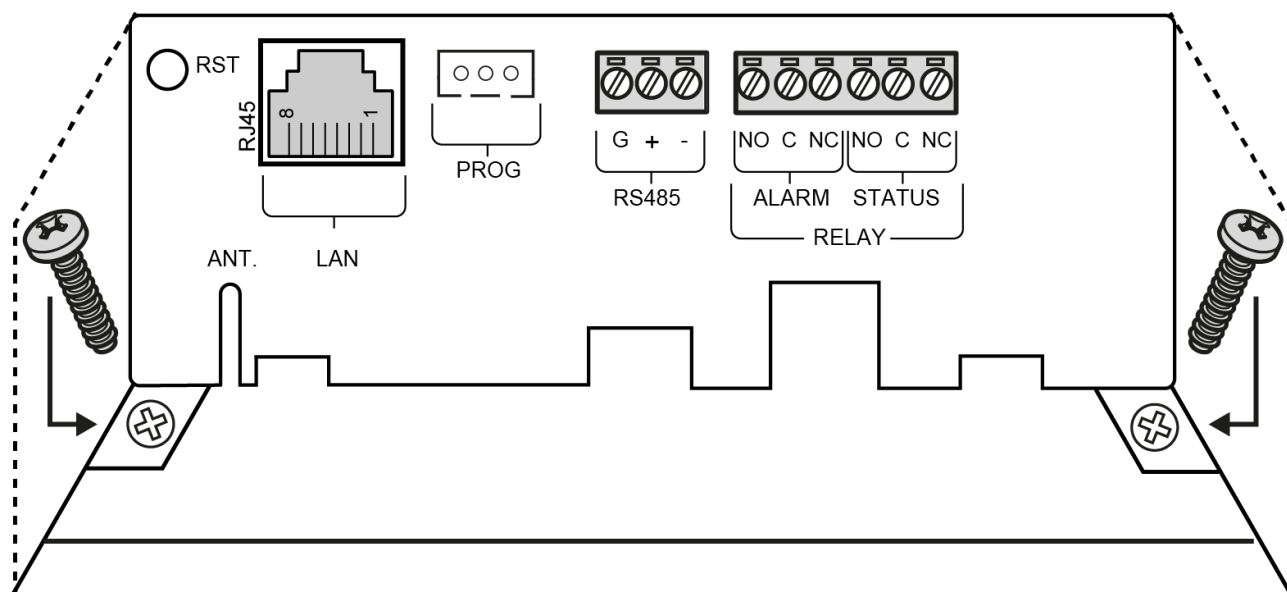 RST
RJ45
8 1
PROG
G + -
RS485
NO C NC NO C NC
ALARM STATUS
RELAY
ANT. LAN